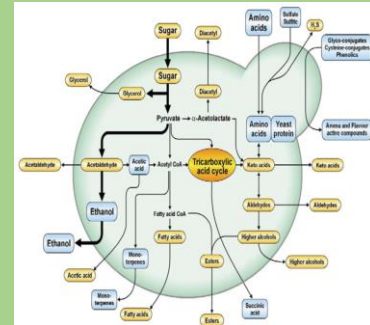 Sugar
Diacetyl
Amino
acids
Sulfate
Sulfite
H₂S
Glyco-conjugates
Cysteine-conjugates
Phenolics
Sugar
Glycerol
Glycerol
Diacetyl
Pyruvate
α-Acetolactate
Amino
acids
Yeast
protein
Aroma and Flavour
active compounds
Acetaldehyde
Acetaldehyde
Acetic
acid
Acetyl CoA
Tricarboxylic
acid cycle
Keto acids
Keto acids
Ethanol
Ethanol
Aldehydes
Aldehydes
Fatty acid CoA
Mono-
terpenes
Fatty acids
Higher alcohols
Esters
Higher alcohols
Acetic acid
Mono-
terpenes
Fatty acids
Esters
Succinic
acid